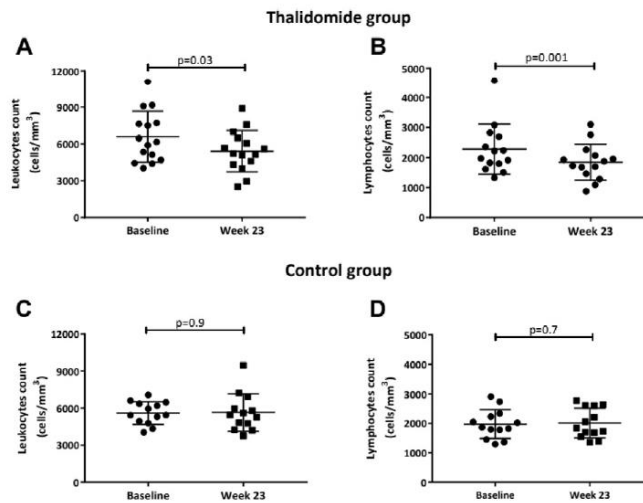 Thalidomide group
A
p=0.03
12000
9000
6000
3000
0
Leukocytes count
(cells/mm³)
Baseline
Week 23
B
p=0.001
5000
4000
3000
2000
1000
0
Lymphocytes count
(cells/mm³)
Baseline
Week 23
Control group
C
p=0.9
12000
9000
6000
3000
0
Leukocytes count
(cells/mm³)
Baseline
Week 23
D
p=0.7
5000
4000
3000
2000
1000
0
Lymphocytes count
(cells/mm³)
Baseline
Week 23